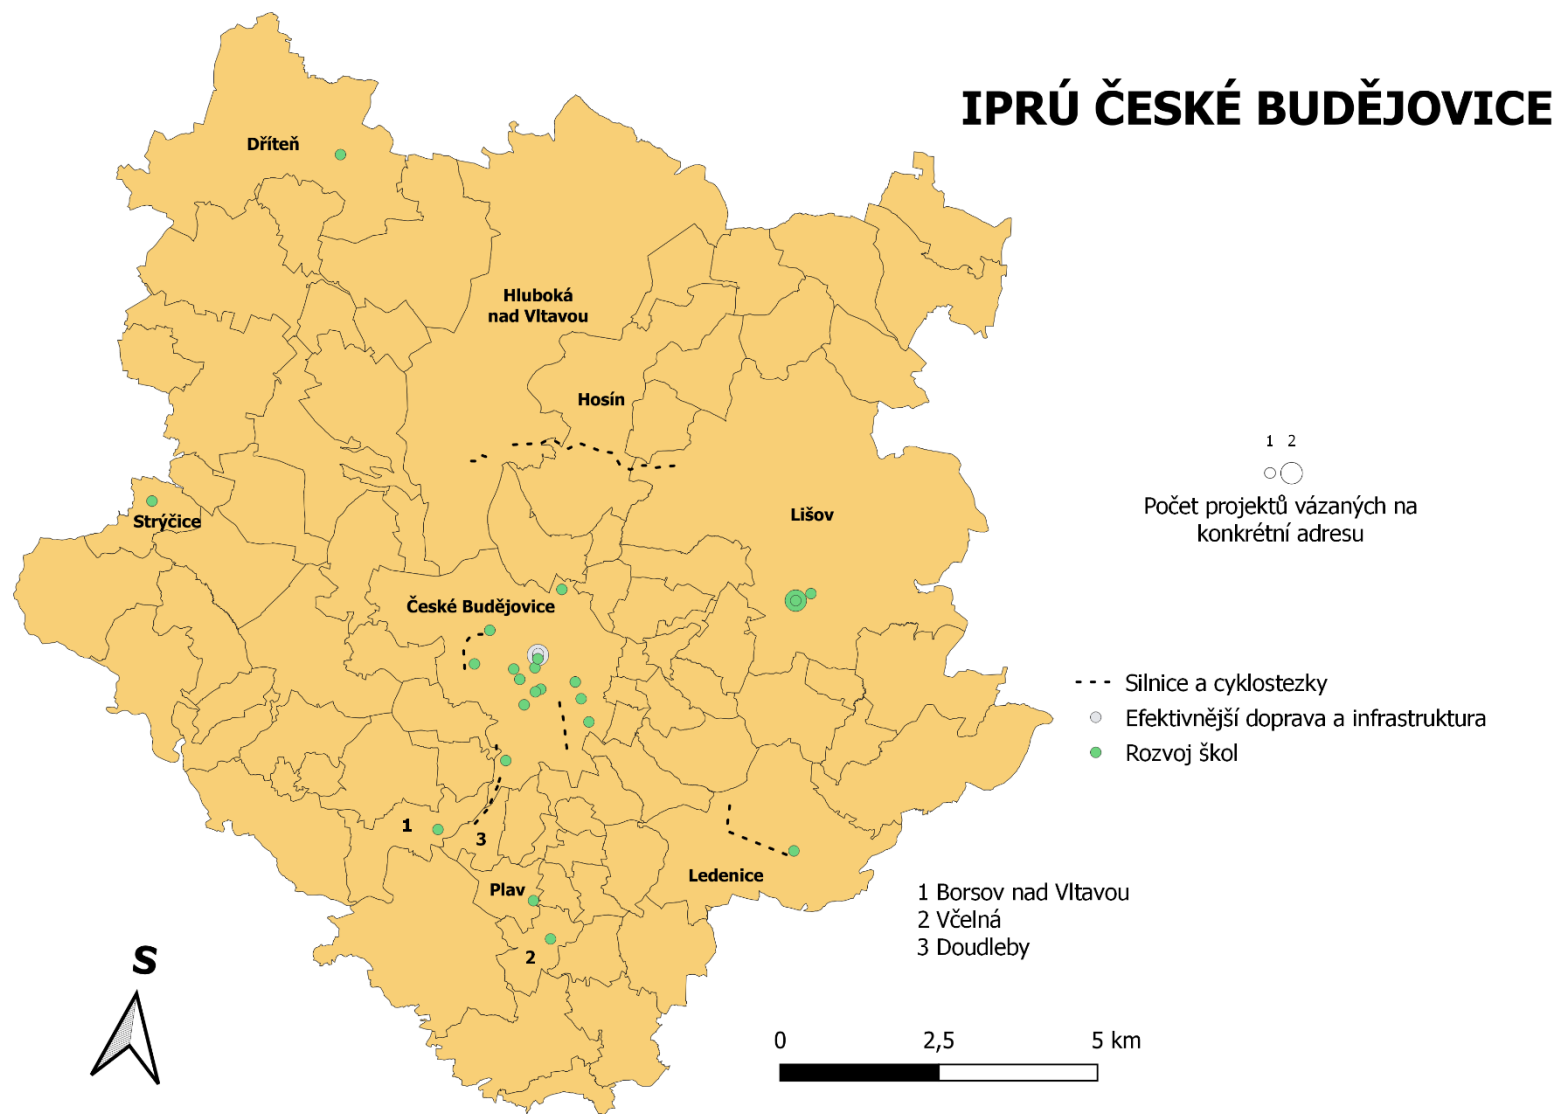 IPRÚ ČESKÉ BUDĚJOVICE
Dříteň
Hluboká
nad Vltavou
Hosín
Strýčice
Lišov
České Budějovice
1
3
Plav
2
Ledenice
1 2
Počet projektů vázaných na
konkrétní adresu
Silnice a cyklostezky
Efektivnější doprava a infrastruktura
Rozvoj škol
1 Borsov nad Vltavou
2 Včelná
3 Doudleby
S
0 2,5 5 km